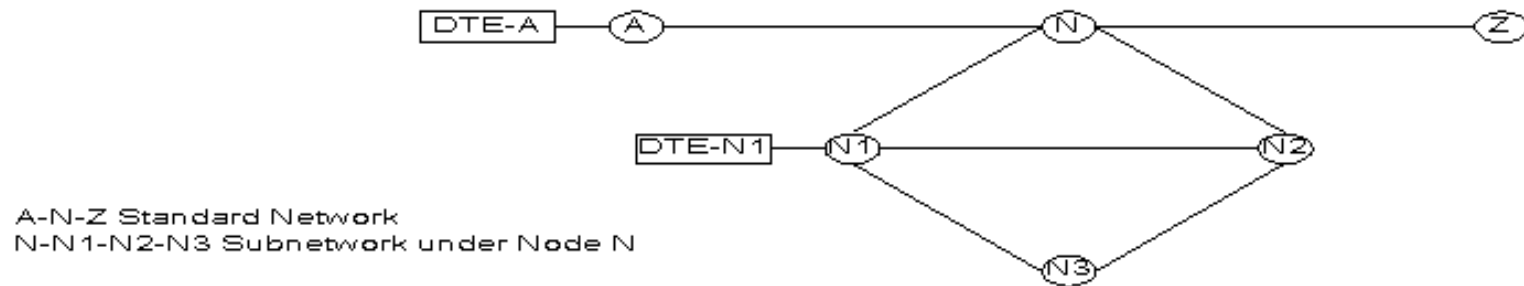 DTE-A
A
N
Z
DTE-N1
N1
N2
A-N-Z Standard Network
N-N1-N2-N3 Subnetwork under Node N
N3